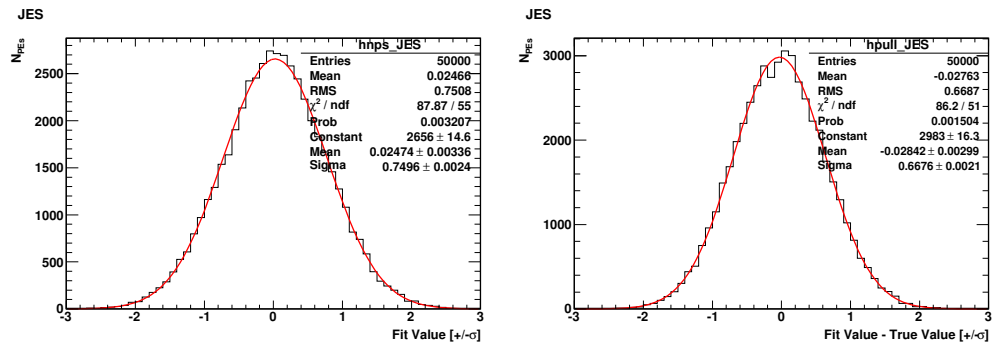 JES
N_PEs
hnps_JES
Entries 50000
Mean 0.02466
RMS 0.7508
χ² / ndf 87.87 / 55
Prob 0.003207
Constant 2656 ± 14.6
Mean 0.02474 ± 0.00336
Sigma 0.7496 ± 0.0024
2500
2000
1500
1000
500
0
-3 -2 -1 0 1 2 3
Fit Value [+/-σ]
JES
N_PEs
hpull_JES
Entries 50000
Mean -0.02763
RMS 0.6687
χ² / ndf 86.2 / 51
Prob 0.001504
Constant 2983 ± 16.3
Mean -0.02842 ± 0.00299
Sigma 0.6676 ± 0.0021
3000
2500
2000
1500
1000
500
0
-3 -2 -1 0 1 2 3
Fit Value - True Value [+/-σ]